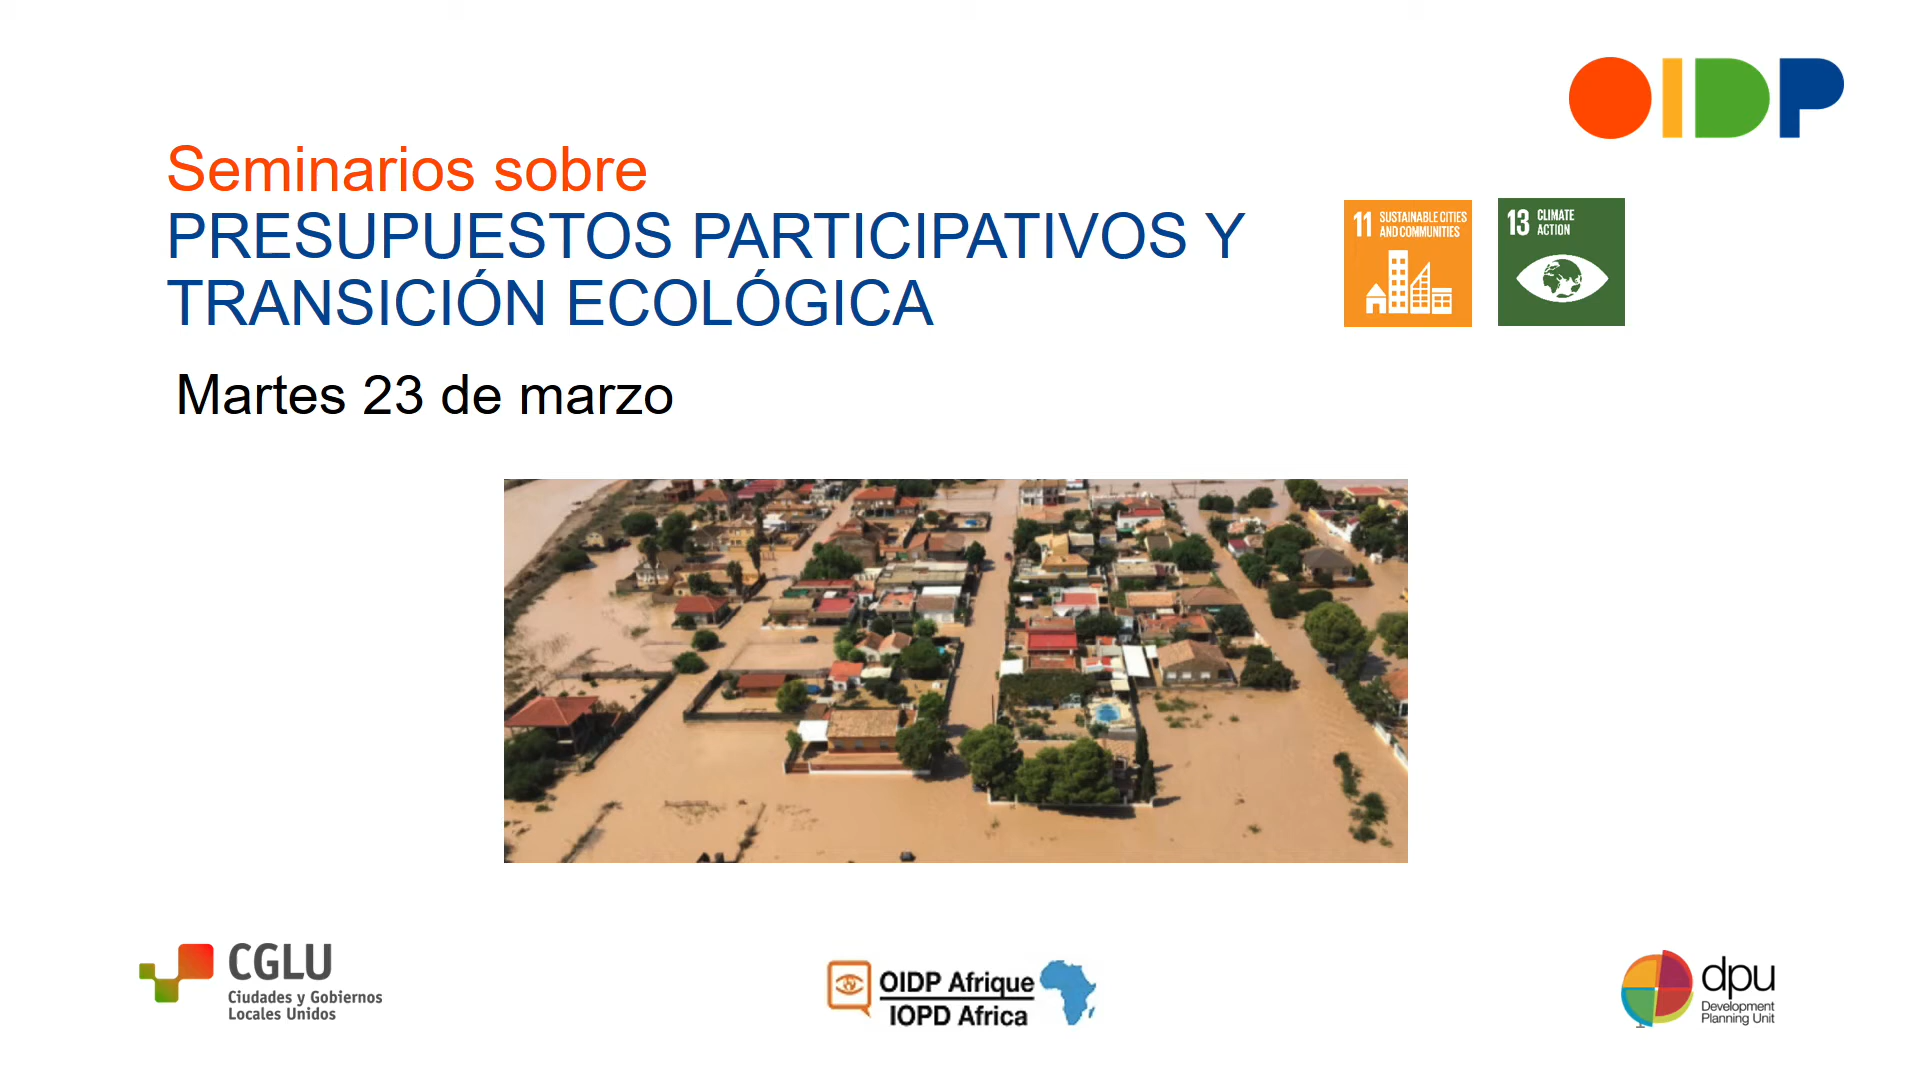 OIDP
Seminarios sobre
PRESUPUESTOS PARTICIPATIVOS Y
TRANSICIÓN ECOLÓGICA
11 SUSTAINABLE CITIES
AND COMMUNITIES
13 CLIMATE
ACTION
Martes 23 de marzo
CGLU
Ciudades y Gobiernos
Locales Unidos
OIDP Afrique
IOPD Africa
dpu
Development
Planning Unit